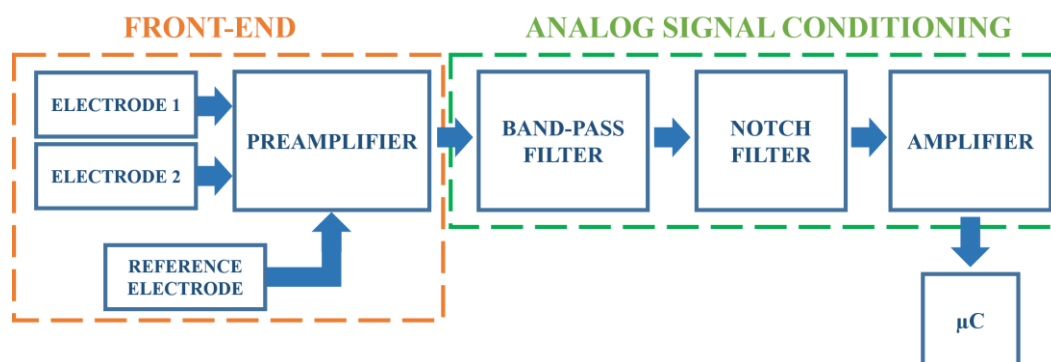 FRONT-END
ANALOG SIGNAL CONDITIONING
ELECTRODE 1
ELECTRODE 2
PREAMPLIFIER
REFERENCE
ELECTRODE
BAND-PASS
FILTER
NOTCH
FILTER
AMPLIFIER
µC